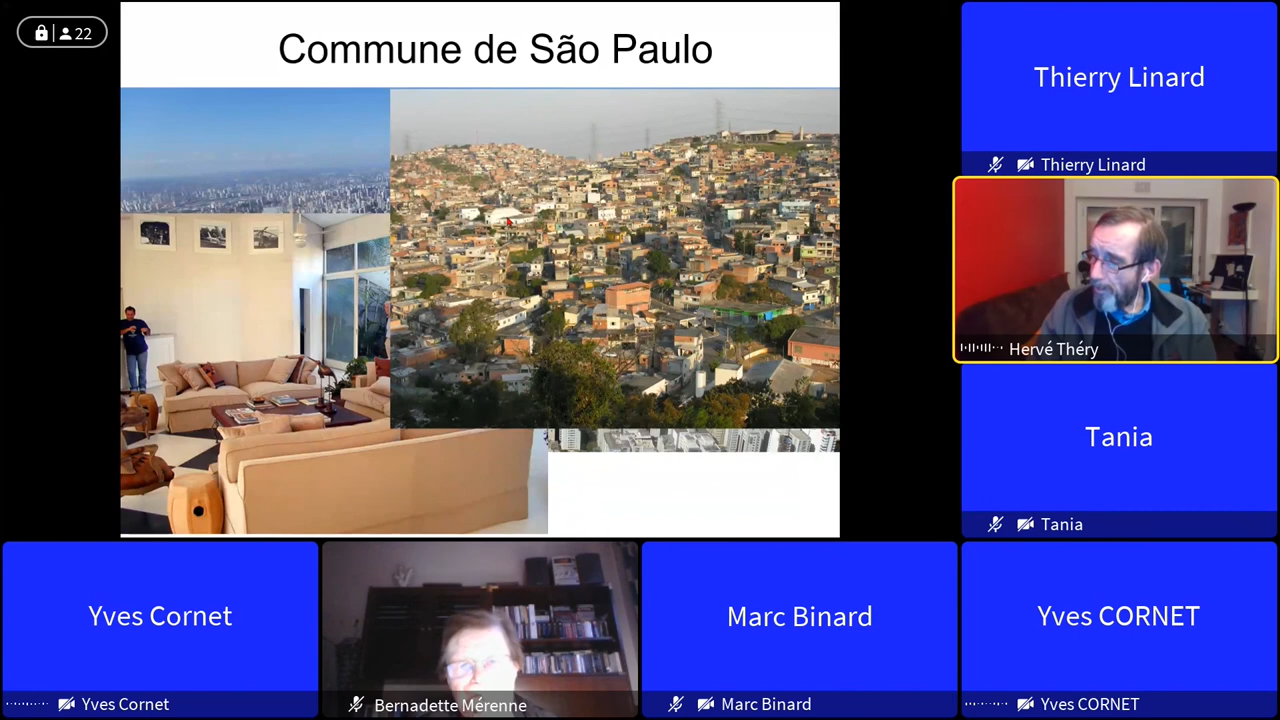 22
Commune de São Paulo
Thierry Linard
Thierry Linard
Hervé Théry
Tania
Tania
Yves Cornet
Yves Cornet
Bernadette Mérenne
Marc Binard
Marc Binard
Yves CORNET
Yves CORNET